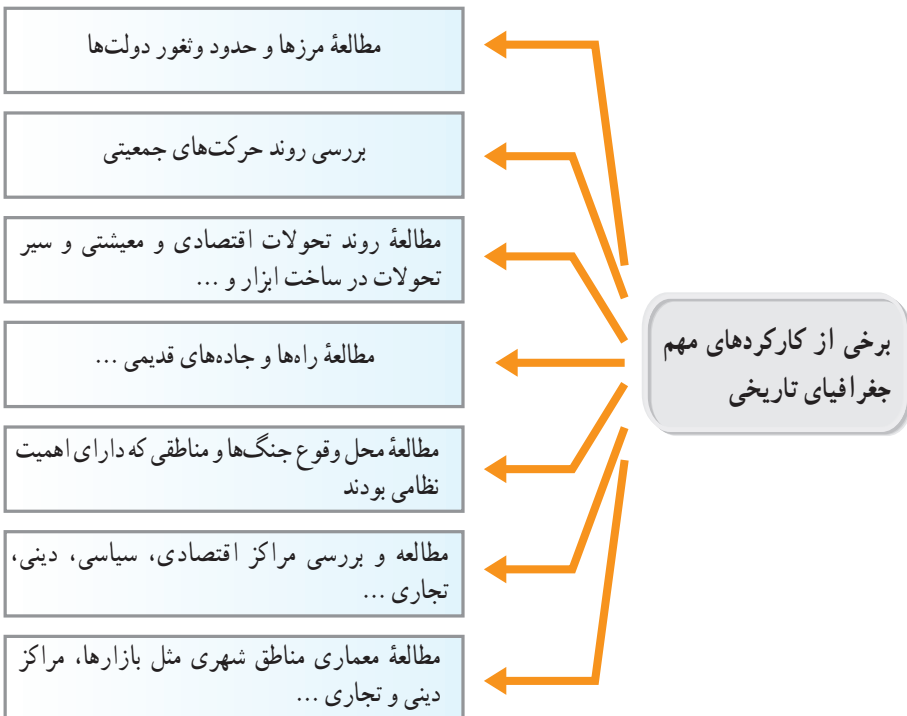 برخی از کارکردهای مهم
جغرافیای تاریخی
مطالعهٔ مرزها و حدود وثغور دولت‌ها
بررسی روند حرکت‌های جمعیتی
مطالعهٔ روند تحولات اقتصادی و معیشتی و سیر
تحولات در ساخت ابزار و ...
مطالعهٔ راه‌ها و جاده‌های قدیمی ...
مطالعهٔ محل وقوع جنگ‌ها و مناطقی که دارای اهمیت
نظامی بودند
مطالعه و بررسی مراکز اقتصادی، سیاسی، دینی،
تجاری ...
مطالعهٔ معماری مناطق شهری مثل بازارها، مراکز
دینی و تجاری ...